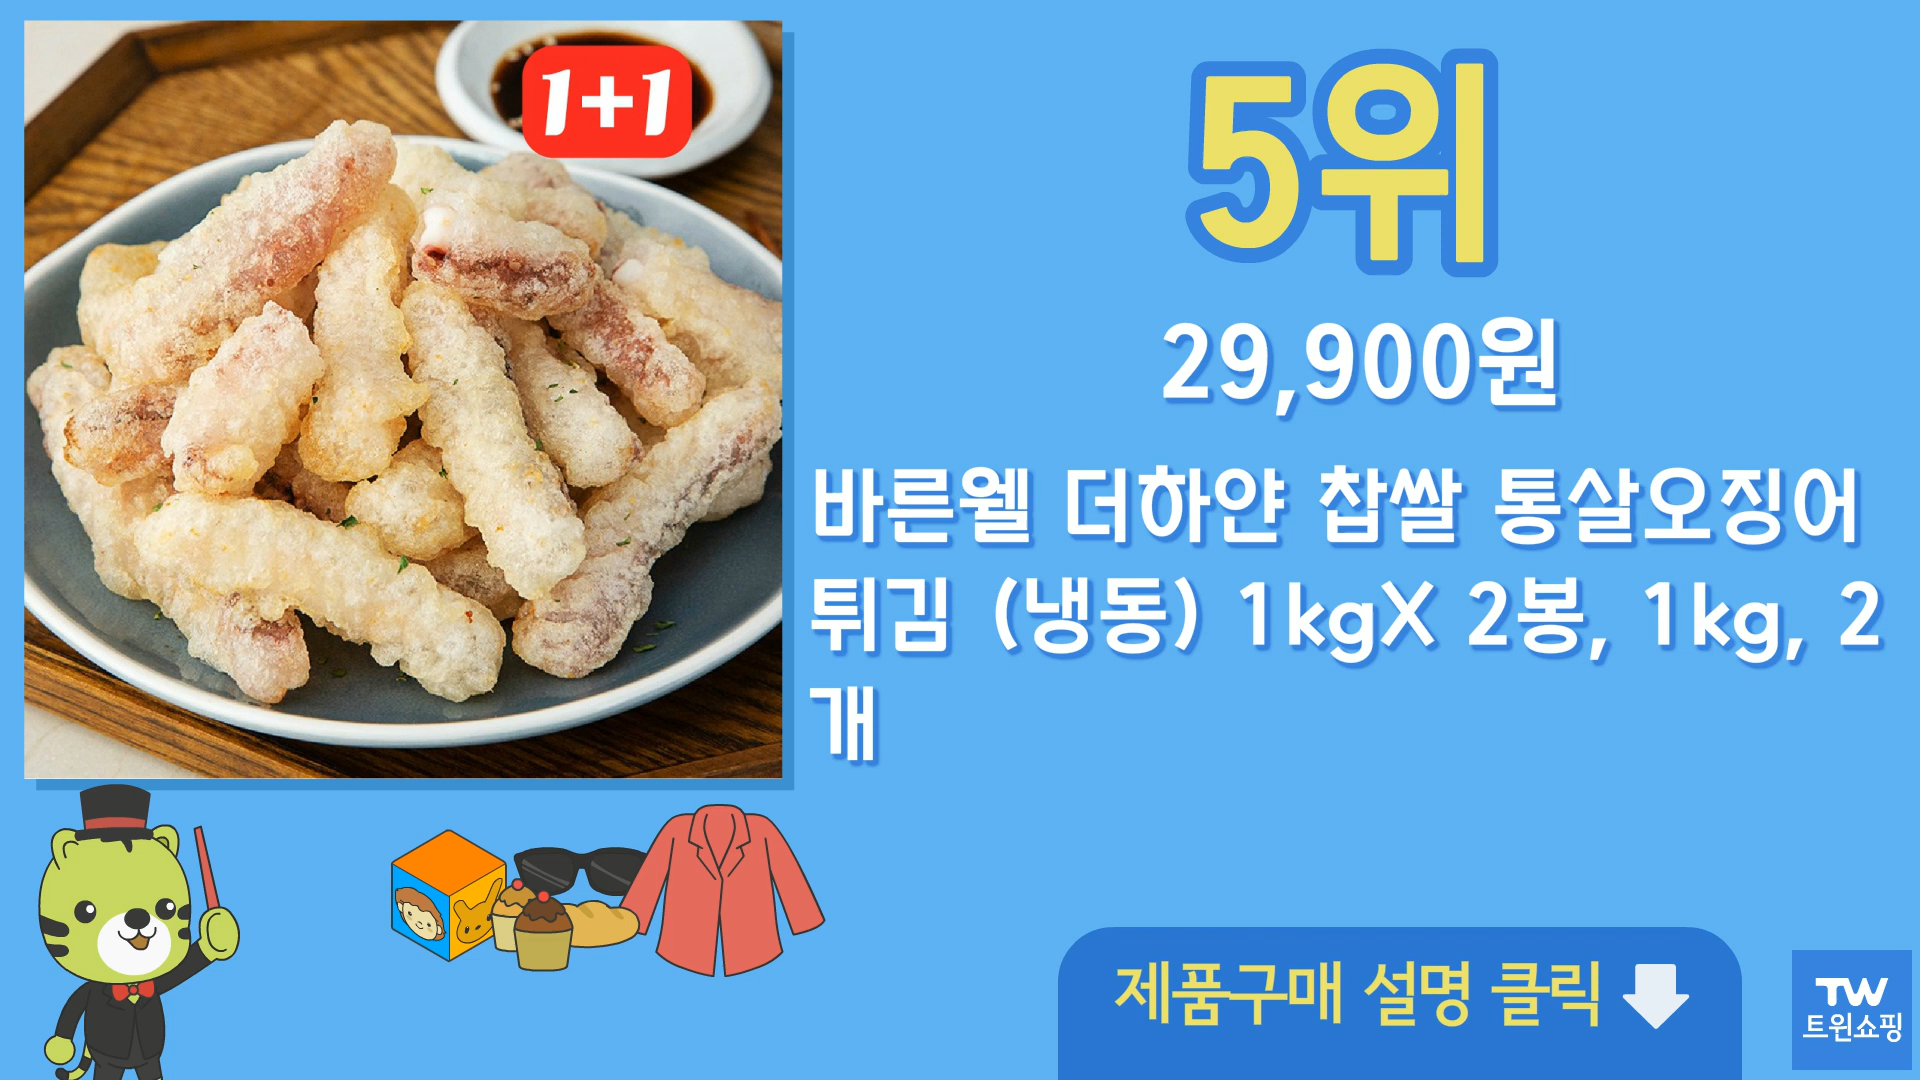 1+1
5위
29,900원
바른웰 더하얀 찹쌀 통살오징어
튀김 (냉동) 1kgX 2봉, 1kg, 2
개
제품구매 설명 클릭
TW
트윈쇼핑